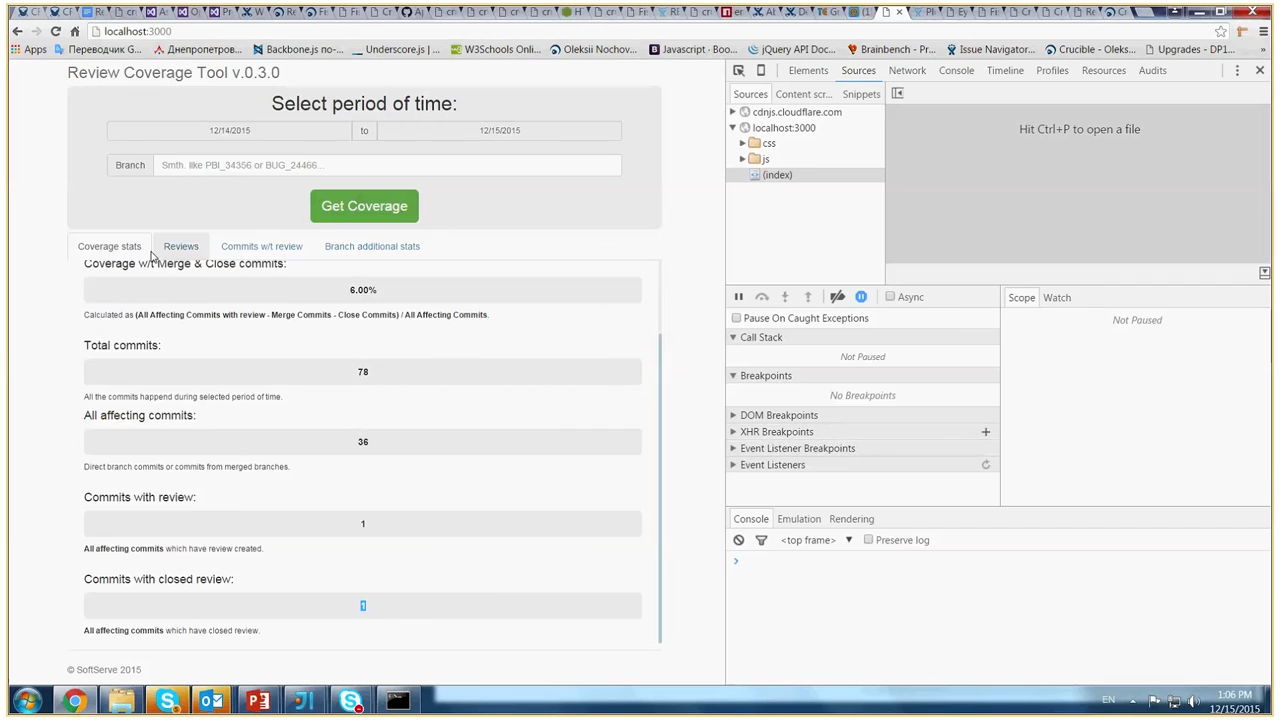 localhost:3000
Apps
Переводчик G...
Днепропетров...
Backbone.js по-...
Underscore.js (...
W3Schools Onli...
Oleksii Nochov...
Javascript : Boo...
jQuery API Doc...
Brainbench - Yo...
Issue Navigator...
Crucible - Oleks...
Upgrades - DP1...
Review Coverage Tool v.0.3.0
Select period of time:
12/14/2015 to 12/15/2015
Branch Smth. like PBI_34356 or BUG_24466...
Get Coverage
Coverage stats Reviews Commits w/t review Branch additional stats
Coverage w/t Merge & Close commits:
6.00%
Calculated as (All Affecting Commits with review - Merge Commits - Close Commits) / All Affecting Commits.
Total commits:
78
All the commits happend during selected period of time.
All affecting commits:
36
Direct branch commits or commits from merged branches.
Commits with review:
1
All affecting commits which have review created.
Commits with closed review:
1
All affecting commits which have closed review.
© SoftServe 2015
Elements Sources Network Console Timeline Profiles Resources Audits
Sources Content scr... Snippets
cdnjs.cloudflare.com
localhost:3000
css
js
(index)
Hit Ctrl+P to open a file
Async
Scope Watch
Pause On Caught Exceptions
Not Paused
Call Stack
Not Paused
Breakpoints
No Breakpoints
DOM Breakpoints
XHR Breakpoints
Event Listener Breakpoints
Event Listeners
Console Emulation Rendering
<top frame> Preserve log
EN
1:06 PM
12/15/2015